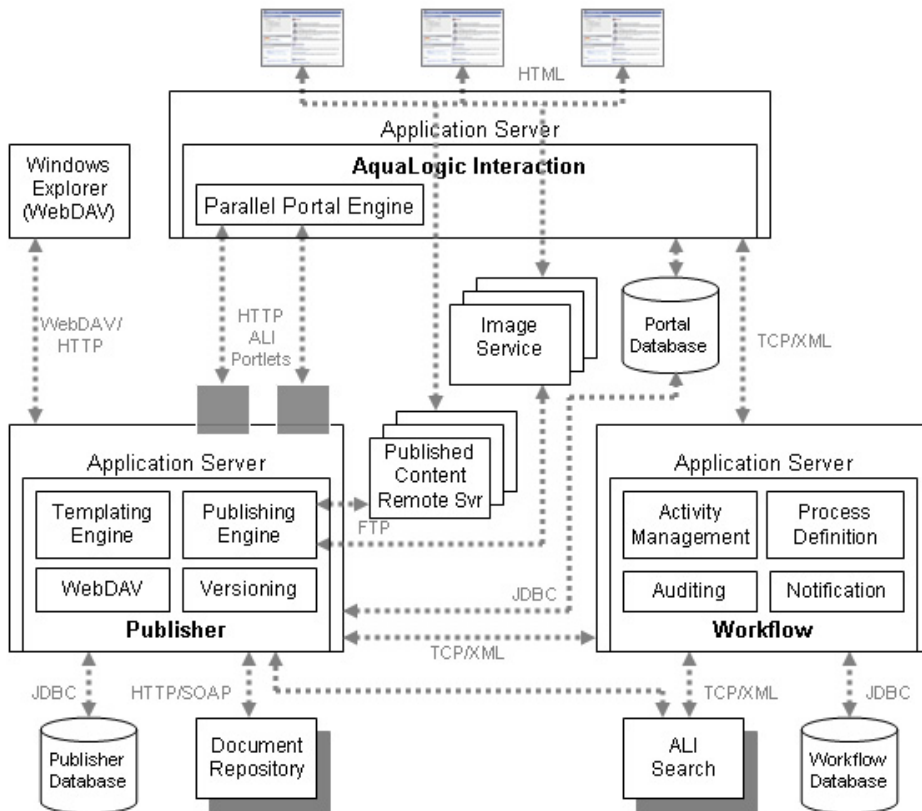 HTML
Application Server
AquaLogic Interaction
Parallel Portal Engine
Windows
Explorer
(WebDAV)
WebDAV/
HTTP
HTTP
ALI
Portlets
Image
Service
Portal
Database
TCP/XML
Application Server
Templating
Engine
Publishing
Engine
WebDAV
Versioning
Publisher
Published
Content
Remote Svr
FTP
JDBC
TCP/XML
Application Server
Activity
Management
Process
Definition
Auditing
Notification
Workflow
JDBC
HTTP/SOAP
TCP/XML
JDBC
Publisher
Database
Document
Repository
ALI
Search
Workflow
Database